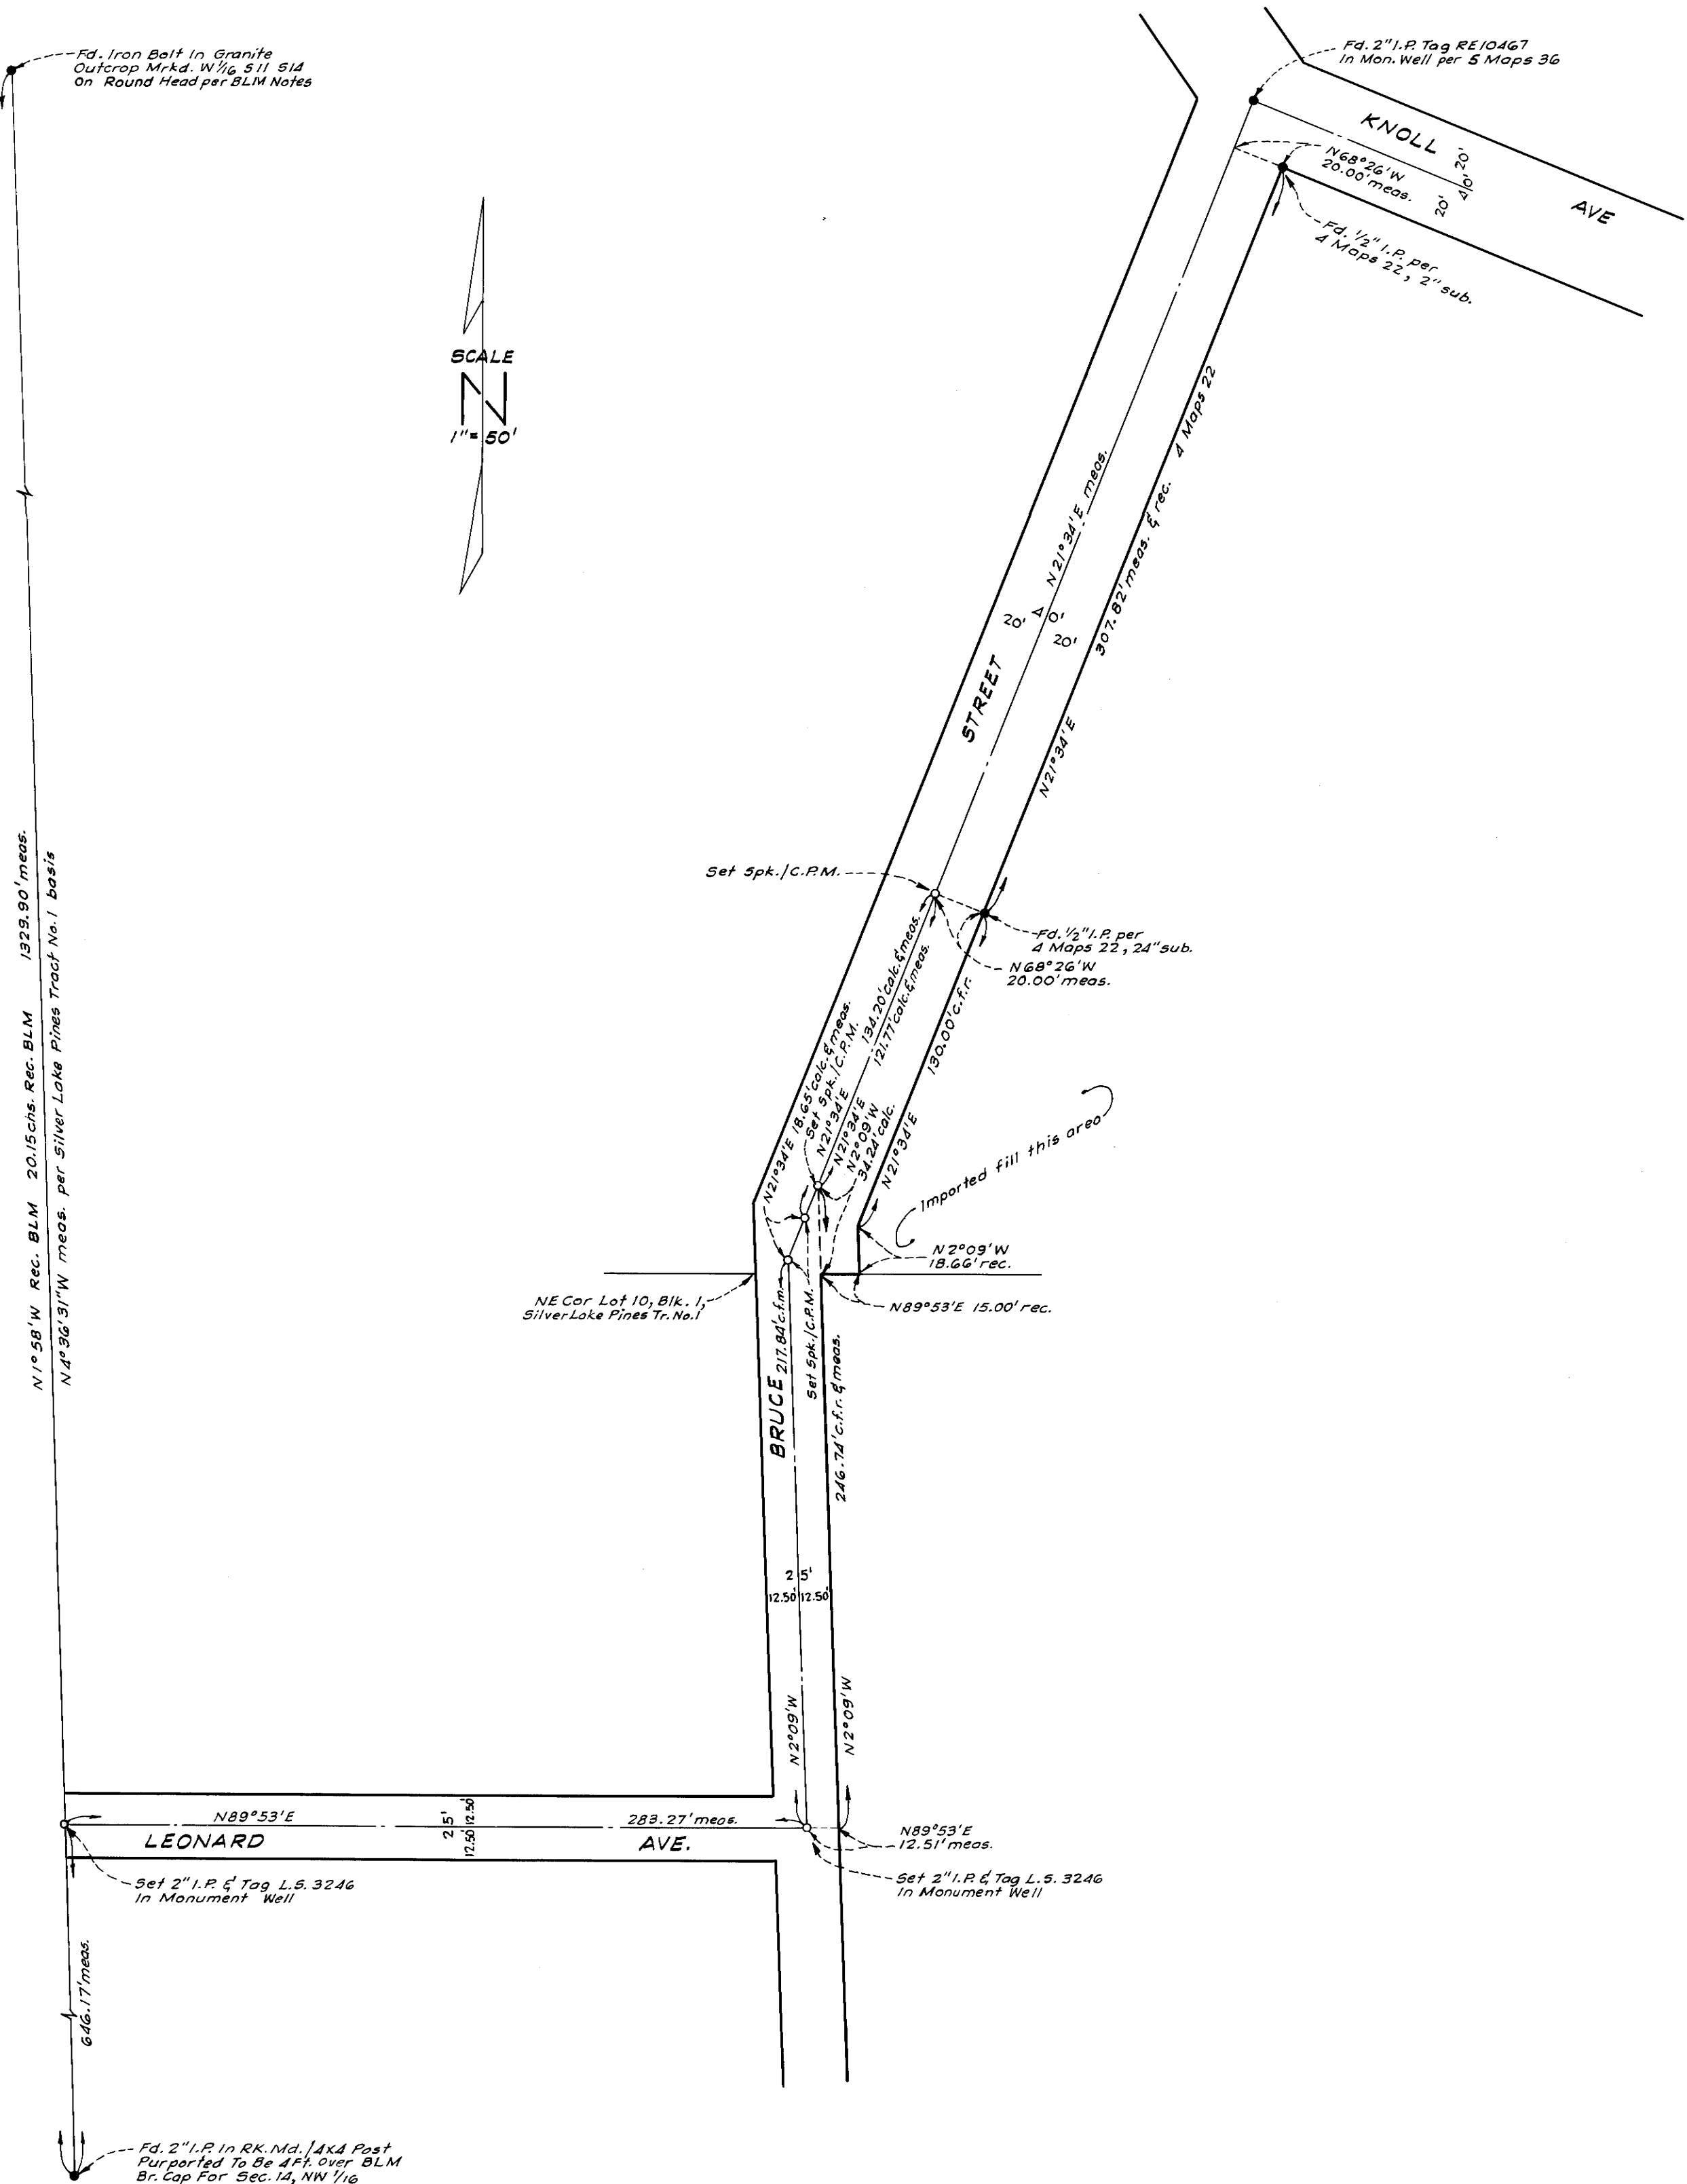 Fd. Iron Bolt In Granite
Outcrop Mrkd. W 1/16 S11 S14
On Round Head per BLM Notes
Fd. 2" I.P. Tag RE10467
In Mon. Well per 5 Maps 36
KNOLL
AVE
20'
40'
20'
N68°26'W
20.00' meas.
Fd. 1/2" I.P. per
4 Maps 22, 2" sub.
SCALE
N
1" = 50'
N21°34'E meas.
307.82' meas. & rec. 4 Maps 22
N21°34'E
20'
40'
20'
STREET
Set Spk./C.P.M.
Fd. 1/2" I.P. per
4 Maps 22, 24" sub.
N68°26'W
20.00' meas.
134.20' calc. & meas.
121.77' calc. & meas.
130.00' c.f.r.
N21°34'E 18.65' calc. & meas.
Set Spk./C.P.M.
N21°34'E
N21°34'E
N2°09'W
34.24' calc.
N21°34'E
Imported fill this area
N2°09'W
18.66' rec.
NE Cor Lot 10, Blk. 1,
Silver Lake Pines Tr. No. 1
N89°53'E 15.00' rec.
BRUCE
217.84' c.f.m.
Set Spk./C.P.M.
246.74' c.f.r. & meas.
25'
12.50' 12.50'
N2°09'W
N2°09'W
1329.90' meas.
N1°58'W Rec. BLM 20.15 chs. Rec. BLM
N4°36'31"W meas. per Silver Lake Pines Tract No. 1 basis
N89°53'E
25'
12.50' 12.50'
283.27' meas.
LEONARD
AVE.
N89°53'E
12.51' meas.
Set 2" I.P. & Tag L.S. 3246
In Monument Well
Set 2" I.P. & Tag L.S. 3246
In Monument Well
646.17' meas.
Fd. 2" I.P. In RK. Md./4x4 Post
Purported To Be 4 Ft. Over BLM
Br. Cap For Sec. 14, NW 1/16